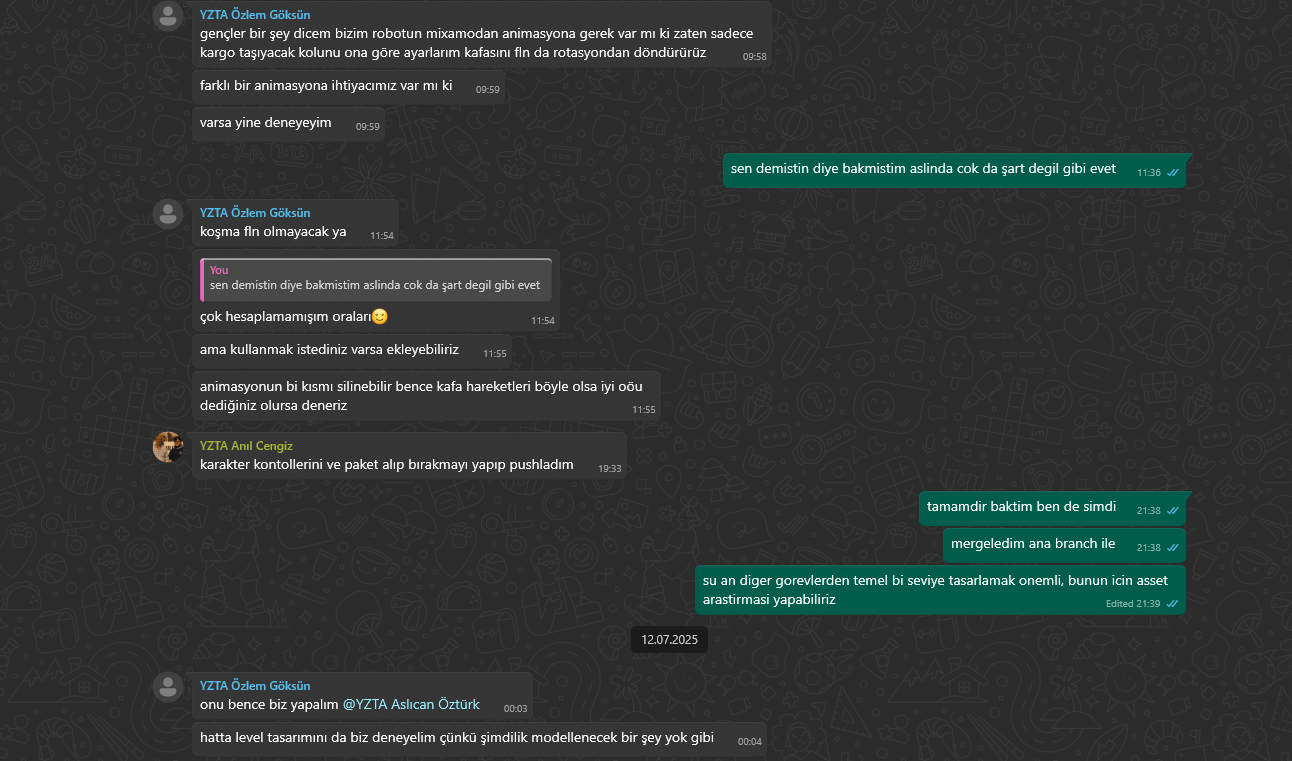 YZTA Özlem Göksün
gençler bir şey dicem bizim robotun mixamodan animasyona gerek var mı ki zaten sadece
kargo taşıyacak kolunu ona göre ayarlarım kafasını fln da rotasyondan döndürürüz
09:58
farklı bir animasyona ihtiyacımız var mı ki
09:59
varsa yine deneyeyim
09:59
sen demistin diye bakmistim aslinda cok da şart degil gibi evet
11:36
YZTA Özlem Göksün
koşma fln olmayacak ya
11:54
You
sen demistin diye bakmistim aslinda cok da şart degil gibi evet
çok hesaplamamışım oraları😊
11:54
ama kullanmak istediniz varsa ekleyebiliriz
11:55
animasyonun bi kısmı silinebilir bence kafa hareketleri böyle olsa iyi oöu
dediğiniz olursa deneriz
11:55
YZTA Anıl Cengiz
karakter kontollerini ve paket alıp bırakmayı yapıp pushladım
19:33
tamamdir baktim ben de simdi
21:38
mergeledim ana branch ile
21:38
su an diger gorevlerden temel bi seviye tasarlamak onemli, bunun icin asset
arastirmasi yapabiliriz
Edited 21:39
12.07.2025
YZTA Özlem Göksün
onu bence biz yapalım @YZTA Aslıcan Öztürk
00:03
hatta level tasarımını da biz deneyelim çünkü şimdilik modellenecek bir şey yok gibi
00:04